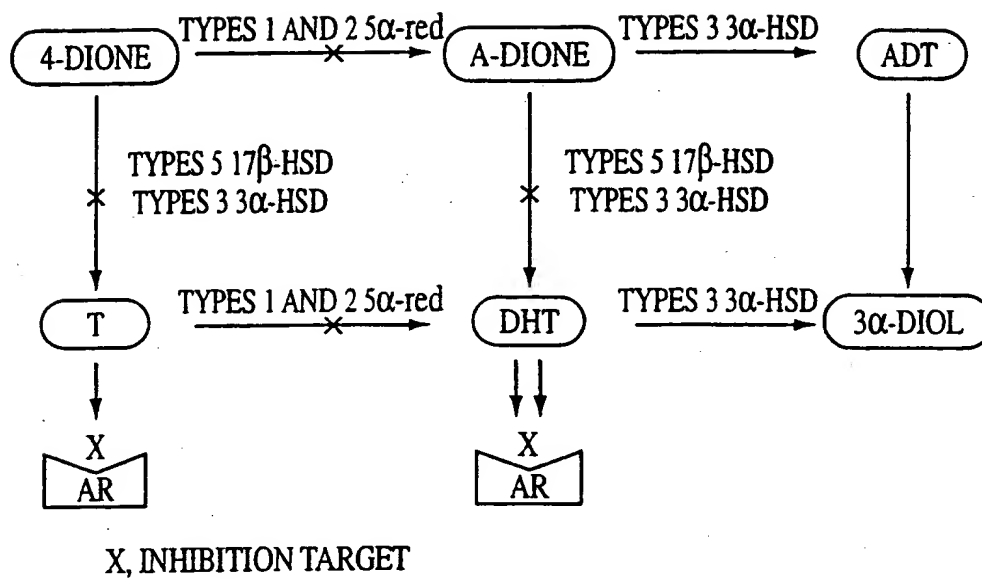 TYPES 1 AND 2 5α-red
TYPES 3 3α-HSD
4-DIONE
A-DIONE
ADT
TYPES 5 17β-HSD
TYPES 3 3α-HSD
TYPES 5 17β-HSD
TYPES 3 3α-HSD
TYPES 1 AND 2 5α-red
TYPES 3 3α-HSD
T
DHT
3α-DIOL
X
X
AR
AR
X, INHIBITION TARGET